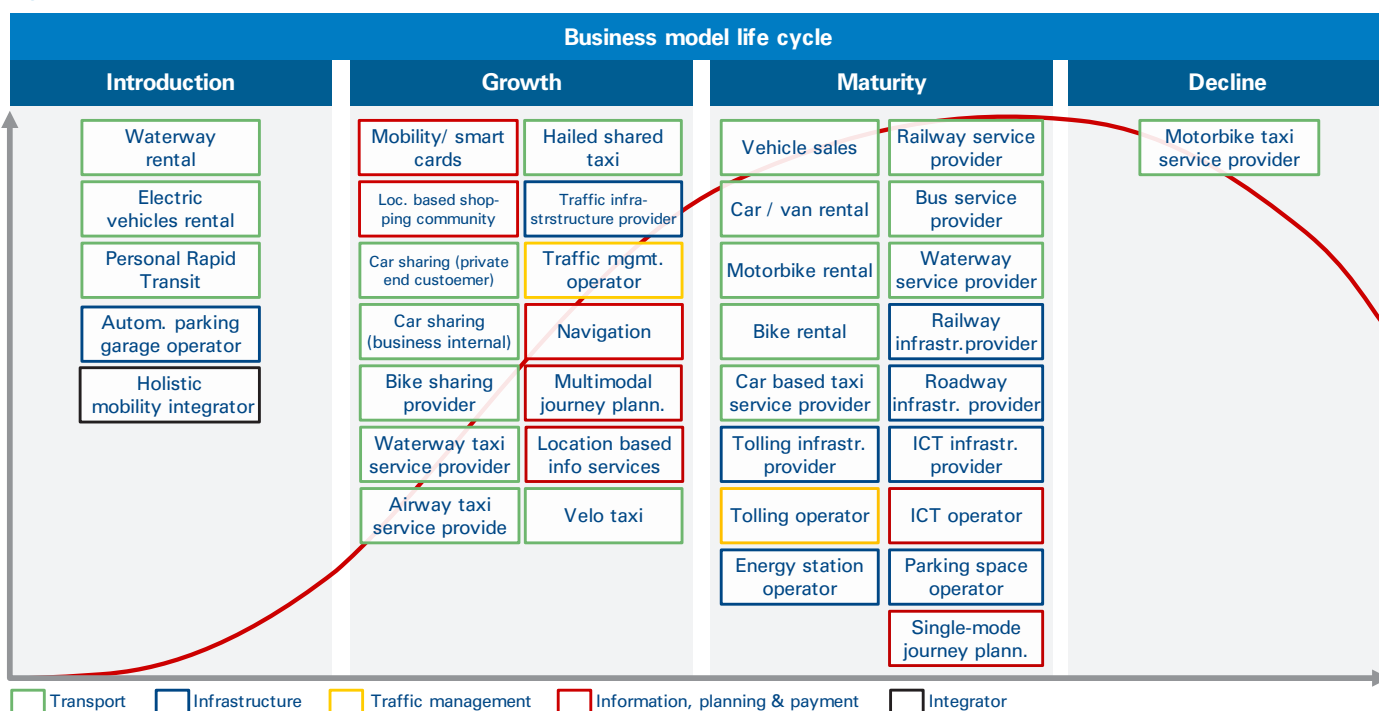 Business model life cycle
Introduction
Growth
Maturity
Decline
Waterway
rental
Electric
vehicles rental
Personal Rapid
Transit
Autom. parking
garage operator
Holistic
mobility integrator
Mobility/ smart
cards
Loc. based shop-
ping community
Car sharing (private
end custoemer)
Car sharing
(business internal)
Bike sharing
provider
Waterway taxi
service provider
Airway taxi
service provide
Hailed shared
taxi
Traffic infra-
strstructure provider
Traffic mgmt.
operator
Navigation
Multimodal
journey plann.
Location based
info services
Velo taxi
Vehicle sales
Car / van rental
Motorbike rental
Bike rental
Car based taxi
service provider
Tolling infrastr.
provider
Tolling operator
Energy station
operator
Railway service
provider
Bus service
provider
Waterway
service provider
Railway
infrastr.provider
Roadway
infrastr. provider
ICT infrastr.
provider
ICT operator
Parking space
operator
Single-mode
journey plann.
Motorbike taxi
service provider
Transport
Infrastructure
Traffic management
Information, planning & payment
Integrator